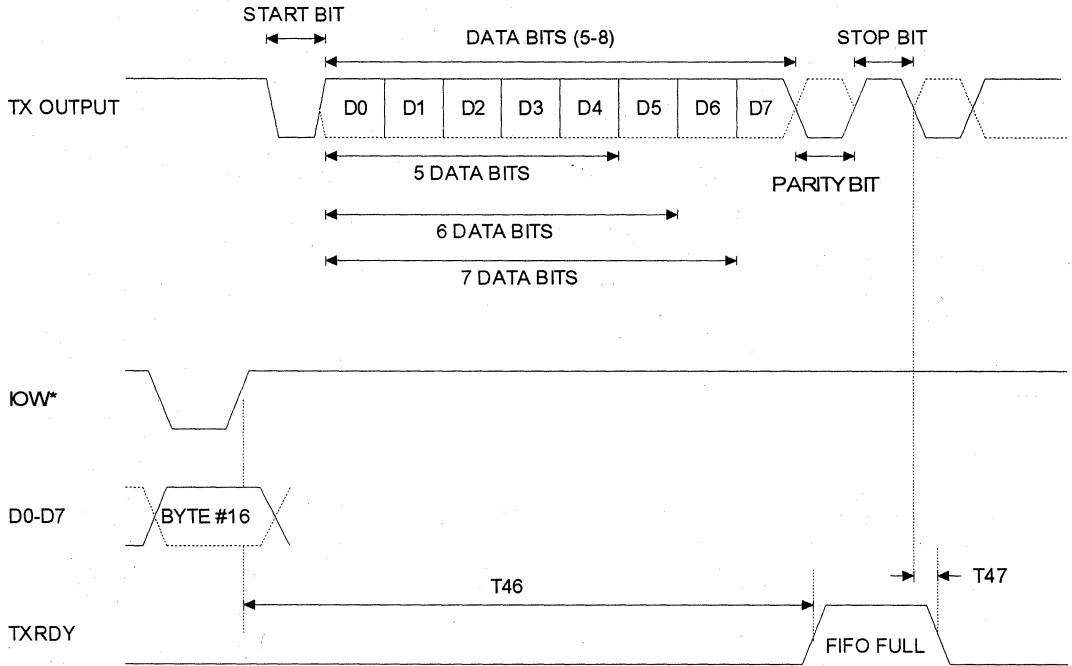 START BIT
DATA BITS (5-8)
STOP BIT
TX OUTPUT
D0 D1 D2 D3 D4 D5 D6 D7
5 DATA BITS
PARITY BIT
6 DATA BITS
7 DATA BITS
IOW*
D0-D7
BYTE #16
T46
T47
TXRDY
FIFO FULL